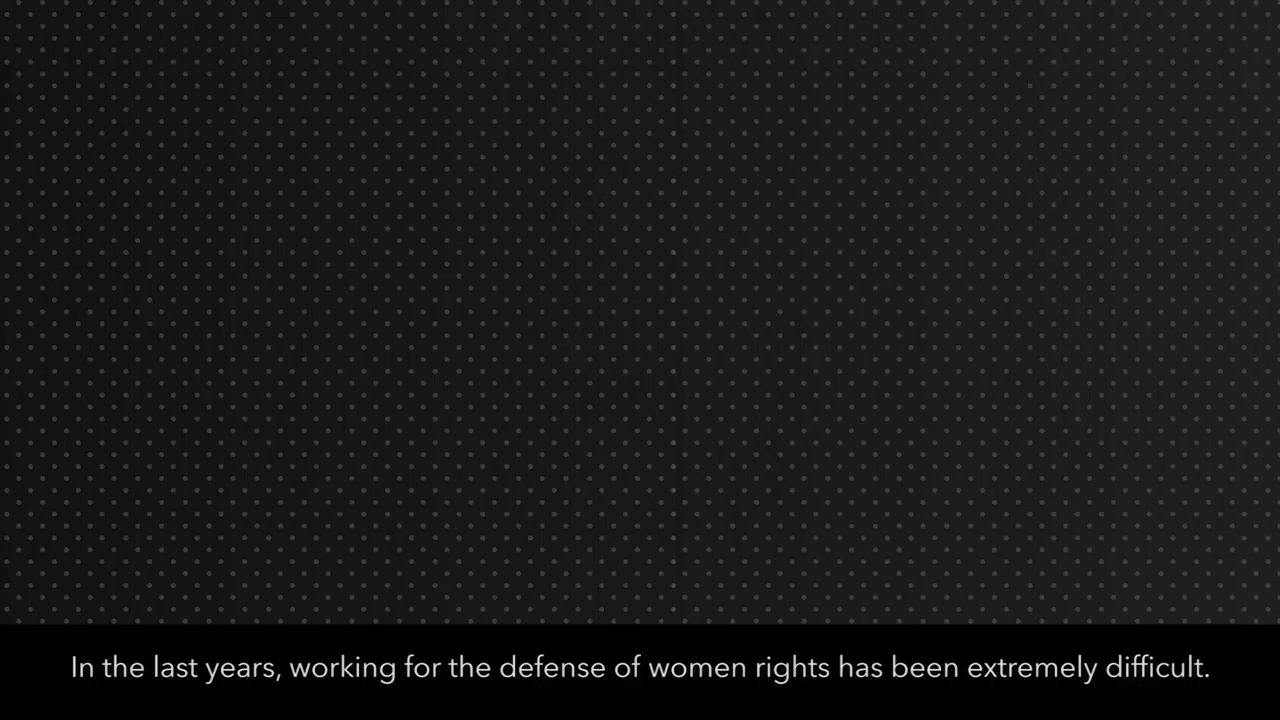 In the last years, working for the defense of women rights has been extremely difficult.